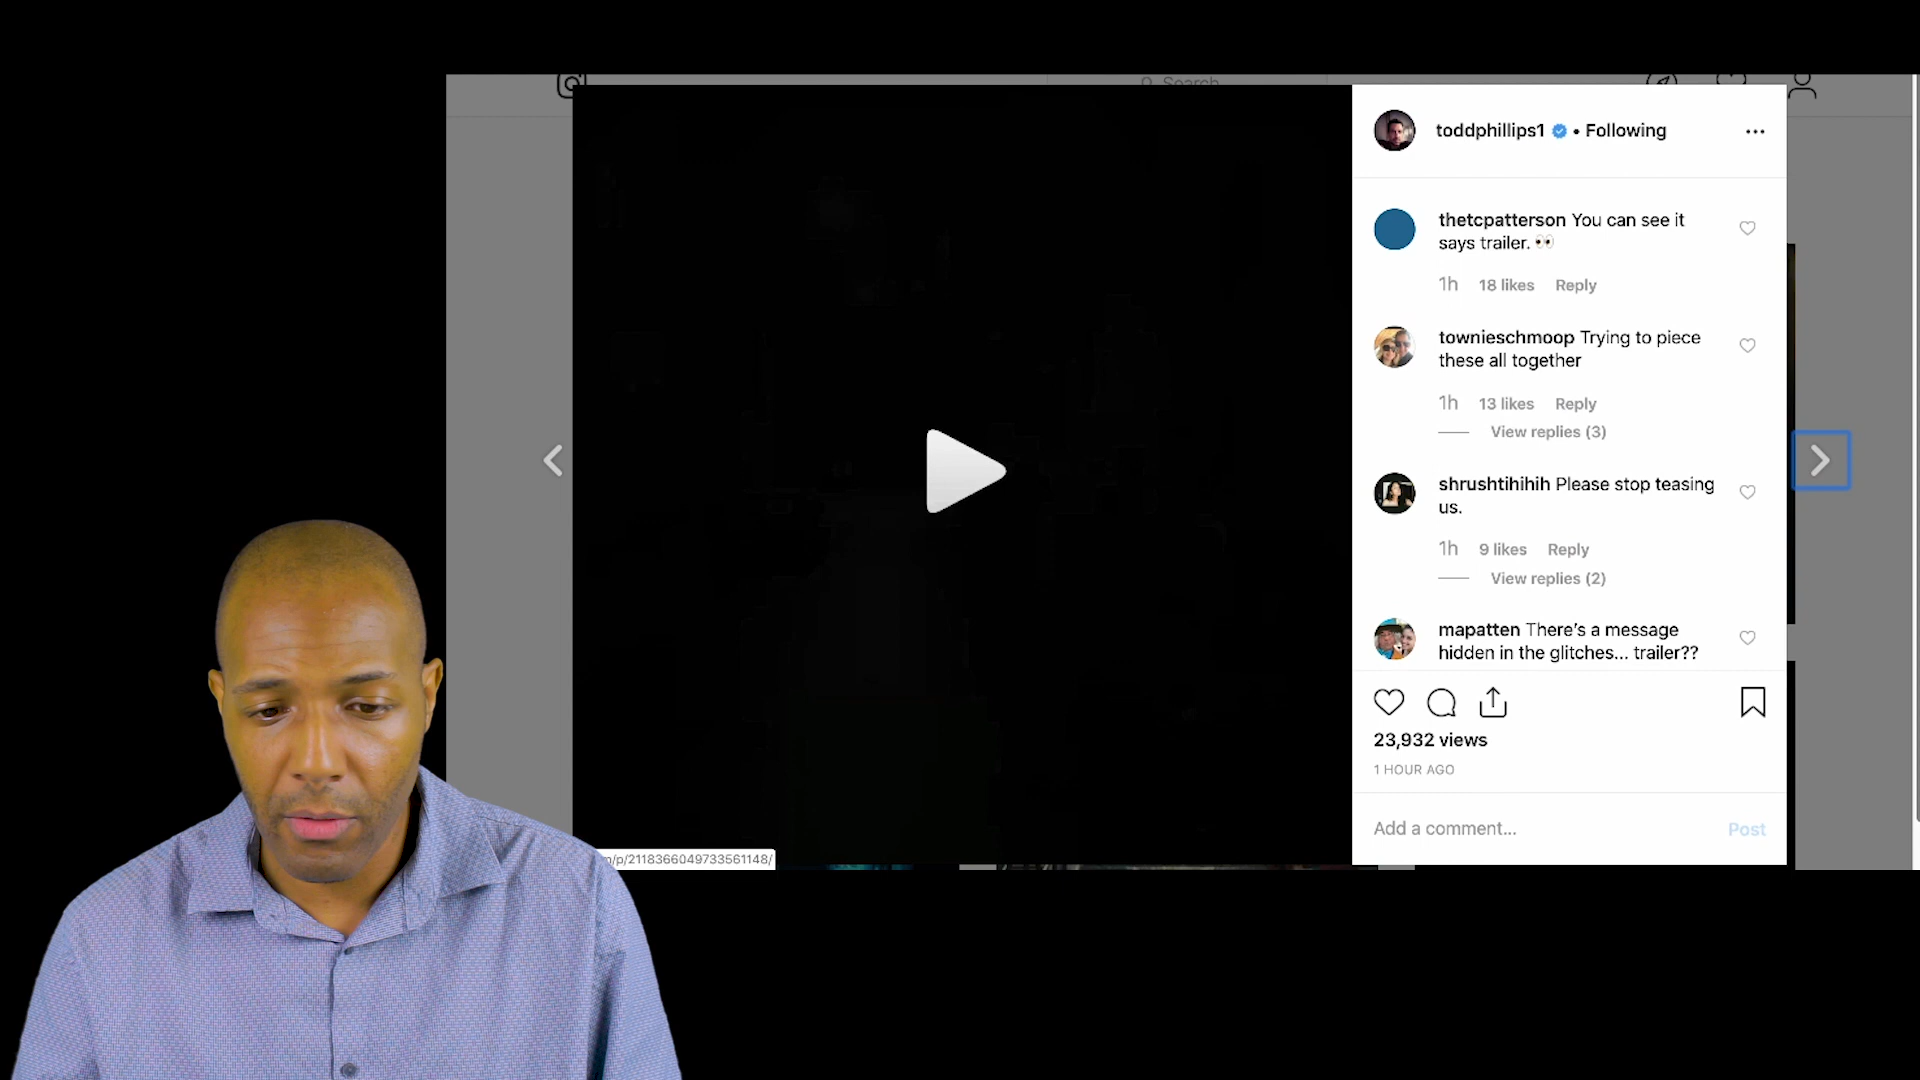 Search
toddphillips1 • Following
thetcpatterson You can see it
says trailer. 👀
1h 18 likes Reply
townieschmoop Trying to piece
these all together
1h 13 likes Reply
View replies (3)
shrushtihihih Please stop teasing
us.
1h 9 likes Reply
View replies (2)
mapatten There's a message
hidden in the glitches... trailer??
23,932 views
1 HOUR AGO
Add a comment... Post
/p/2118366049733561148/